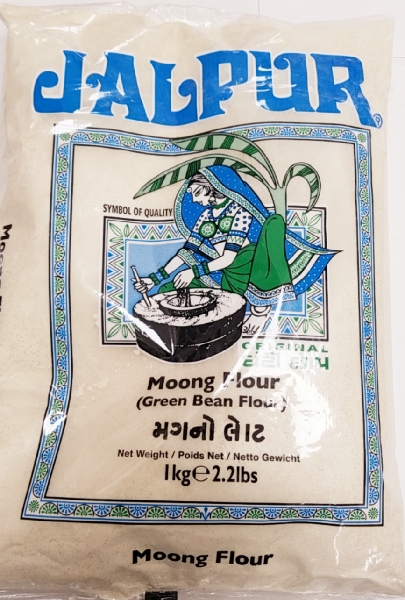 JALPUR®
SYMBOL OF QUALITY
ORIGINAL
Moong Flour
(Green Bean Flour)
મગનો લોટ
Net Weight / Poids Net / Netto Gewicht
1kg e 2.2lbs
Moong Flour